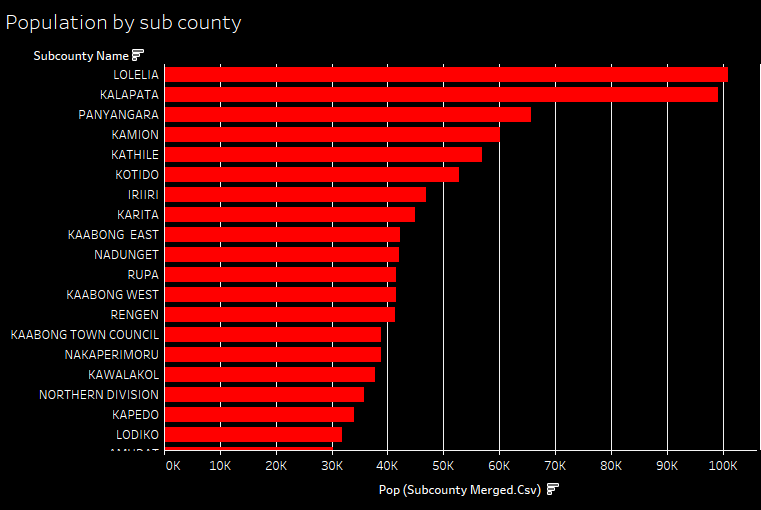 Population by sub county
Subcounty Name
LOLELIA
KALAPATA
PANYANGARA
KAMION
KATHILE
KOTIDO
IRIIRI
KARITA
KAABONG  EAST
NADUNGET
RUPA
KAABONG WEST
RENGEN
KAABONG TOWN COUNCIL
NAKAPERIMORU
KAWALAKOL
NORTHERN DIVISION
KAPEDO
LODIKO
0K 10K 20K 30K 40K 50K 60K 70K 80K 90K 100K
Pop (Subcounty Merged.Csv)